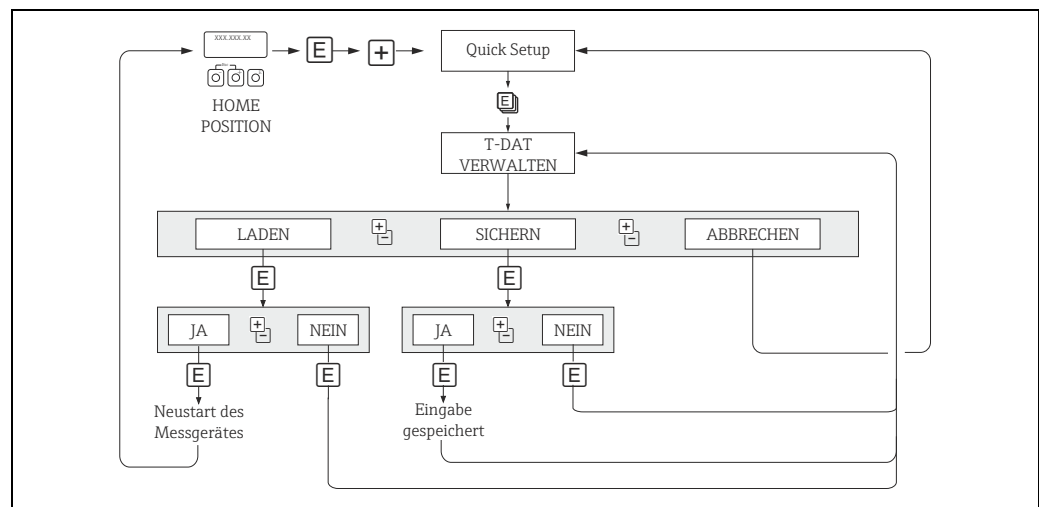 XXX.XXX.XX
Esc
E
+
-
E
+
Quick Setup
HOME
POSITION
E
T-DAT
VERWALTEN
LADEN
+
-
SICHERN
+
-
ABBRECHEN
E
E
JA
+
-
NEIN
JA
+
-
NEIN
E
E
E
E
Neustart des
Messgerätes
Eingabe
gespeichert